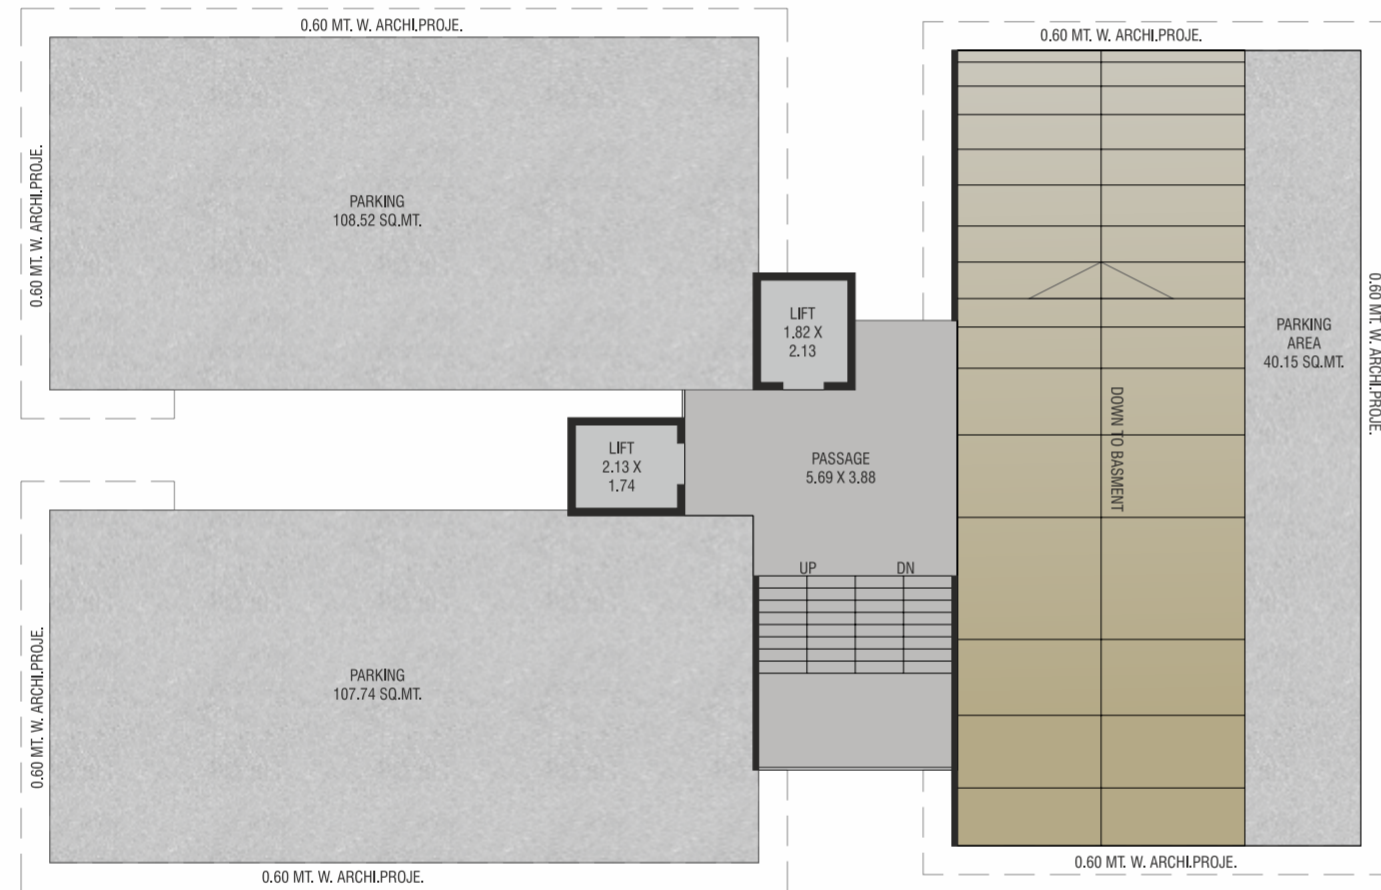 0.60 MT. W. ARCHI.PROJE.
0.60 MT. W. ARCHI.PROJE.
0.60 MT. W. ARCHI.PROJE.
PARKING
108.52 SQ.MT.
LIFT
1.82 X
2.13
PARKING
AREA
40.15 SQ.MT.
0.60 MT. W. ARCHI.PROJE.
LIFT
2.13 X
1.74
PASSAGE
5.69 X 3.88
DOWN TO BASMENT
UP
DN
PARKING
107.74 SQ.MT.
0.60 MT. W. ARCHI.PROJE.
0.60 MT. W. ARCHI.PROJE.
0.60 MT. W. ARCHI.PROJE.